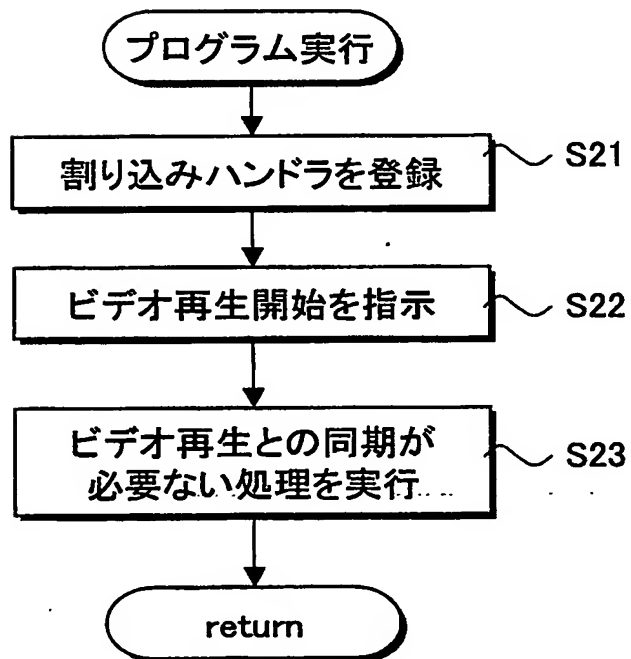 プログラム実行
割り込みハンドラを登録
S21
ビデオ再生開始を指示
S22
ビデオ再生との同期が
必要ない処理を実行
S23
return